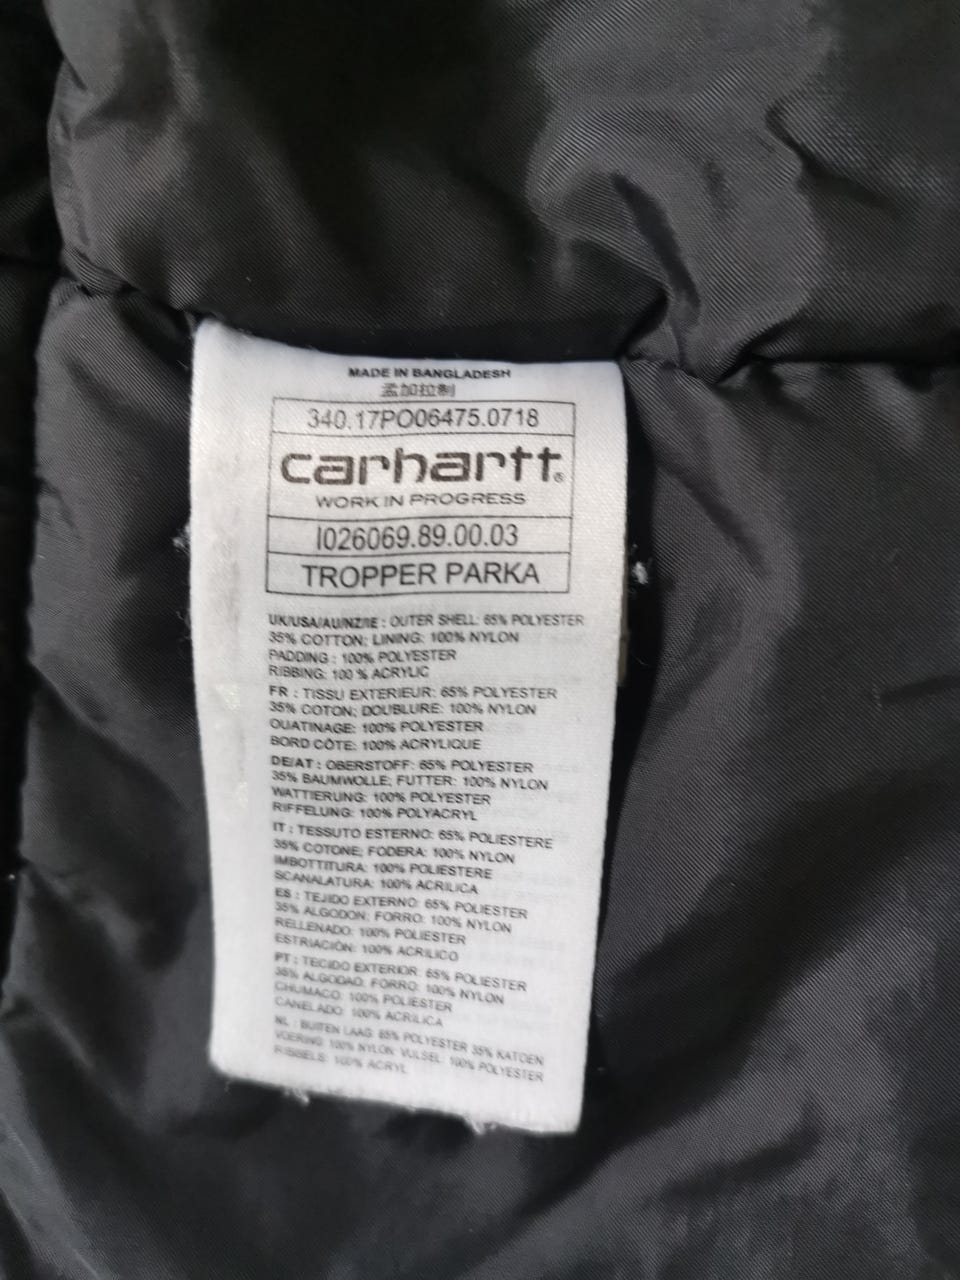 MADE IN BANGLADESH
孟加拉制
340.17PO06475.0718
carhartt®
WORK IN PROGRESS
I026069.89.00.03
TROPPER PARKA
UK/USA/AU/NZ/IE : OUTER SHELL: 65% POLYESTER
35% COTTON; LINING: 100% NYLON
PADDING : 100% POLYESTER
RIBBING: 100 % ACRYLIC
FR : TISSU EXTERIEUR: 65% POLYESTER
35% COTON; DOUBLURE: 100% NYLON
OUATINAGE: 100% POLYESTER
BORD CÔTE: 100% ACRYLIQUE
DE/AT : OBERSTOFF: 65% POLYESTER
35% BAUMWOLLE; FUTTER: 100% NYLON
WATTIERUNG: 100% POLYESTER
RIFFELUNG: 100% POLYACRYL
IT : TESSUTO ESTERNO: 65% POLIESTERE
35% COTONE; FODERA: 100% NYLON
IMBOTTITURA: 100% POLIESTERE
SCANALATURA: 100% ACRILICA
ES : TEJIDO EXTERNO: 65% POLIESTER
35% ALGODON; FORRO: 100% NYLON
RELLENADO: 100% POLIESTER
ESTRIACIÓN: 100% ACRILICO
PT : TECIDO EXTERIOR: 65% POLIESTER
35% ALGODAO; FORRO: 100% NYLON
CHUMACO: 100% POLIESTER
CANELADO: 100% ACRILICA
NL : BUITEN LAAG: 65% POLYESTER 35% KATOEN
VOERING: 100% NYLON; VULSEL: 100% POLYESTER
RIBBELS: 100% ACRYL